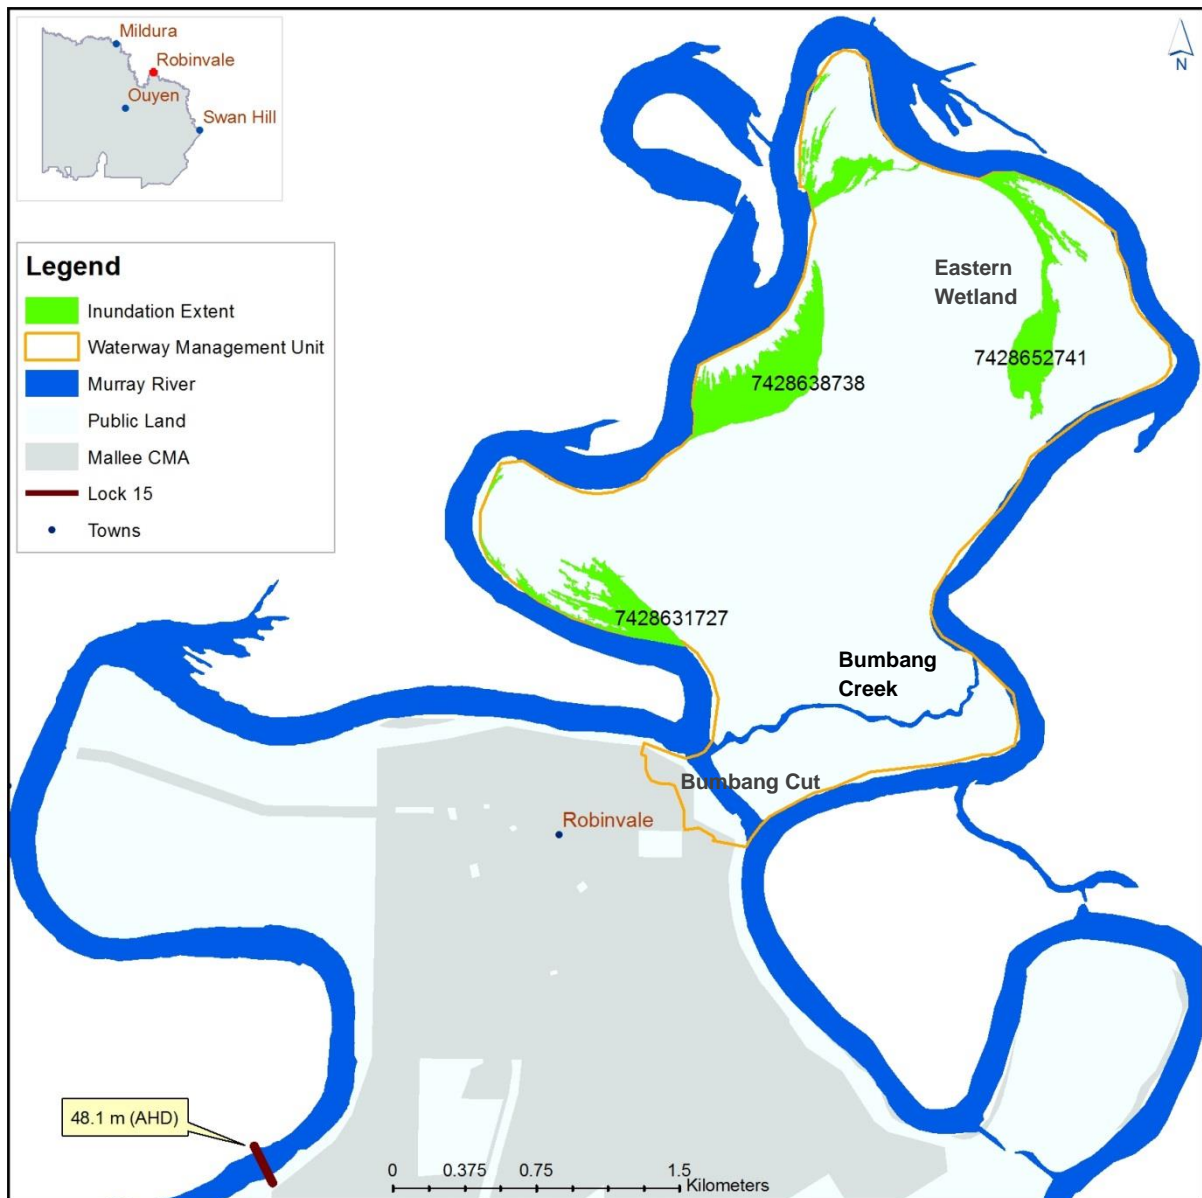 Mildura
Robinvale
Ouyen
Swan Hill
N
Legend
Inundation Extent
Waterway Management Unit
Murray River
Public Land
Mallee CMA
Lock 15
Towns
Eastern
Wetland
7428638738
7428652741
7428631727
Bumbang
Creek
Bumbang Cut
Robinvale
48.1 m (AHD)
0 0.375 0.75 1.5
Kilometers